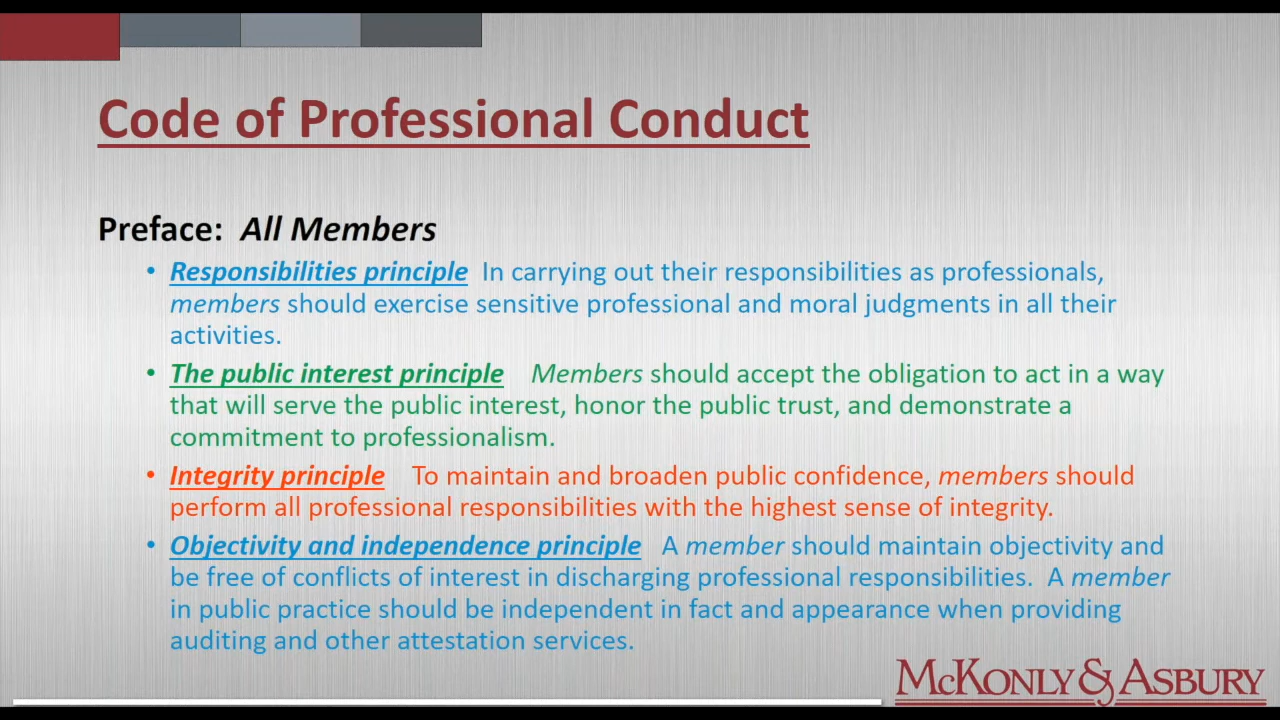 Code of Professional Conduct
Preface: All Members
• Responsibilities principle In carrying out their responsibilities as professionals,
members should exercise sensitive professional and moral judgments in all their
activities.
• The public interest principle Members should accept the obligation to act in a way
that will serve the public interest, honor the public trust, and demonstrate a
commitment to professionalism.
• Integrity principle To maintain and broaden public confidence, members should
perform all professional responsibilities with the highest sense of integrity.
• Objectivity and independence principle A member should maintain objectivity and
be free of conflicts of interest in discharging professional responsibilities. A member
in public practice should be independent in fact and appearance when providing
auditing and other attestation services.
McKonly & Asbury